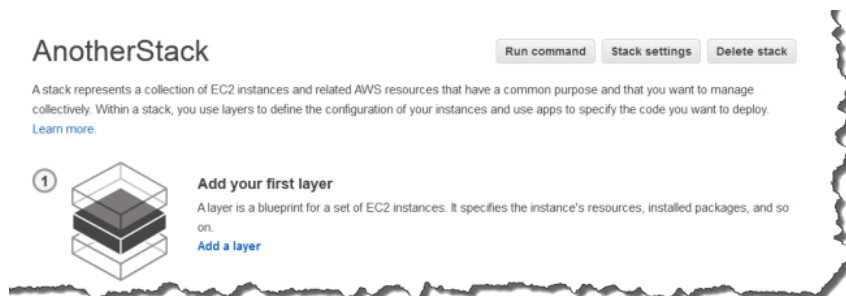 AnotherStack
Run command Stack settings Delete stack
A stack represents a collection of EC2 instances and related AWS resources that have a common purpose and that you want to manage
collectively. Within a stack, you use layers to define the configuration of your instances and use apps to specify the code you want to deploy.
Learn more.
1
Add your first layer
A layer is a blueprint for a set of EC2 instances. It specifies the instance's resources, installed packages, and so
on.
Add a layer